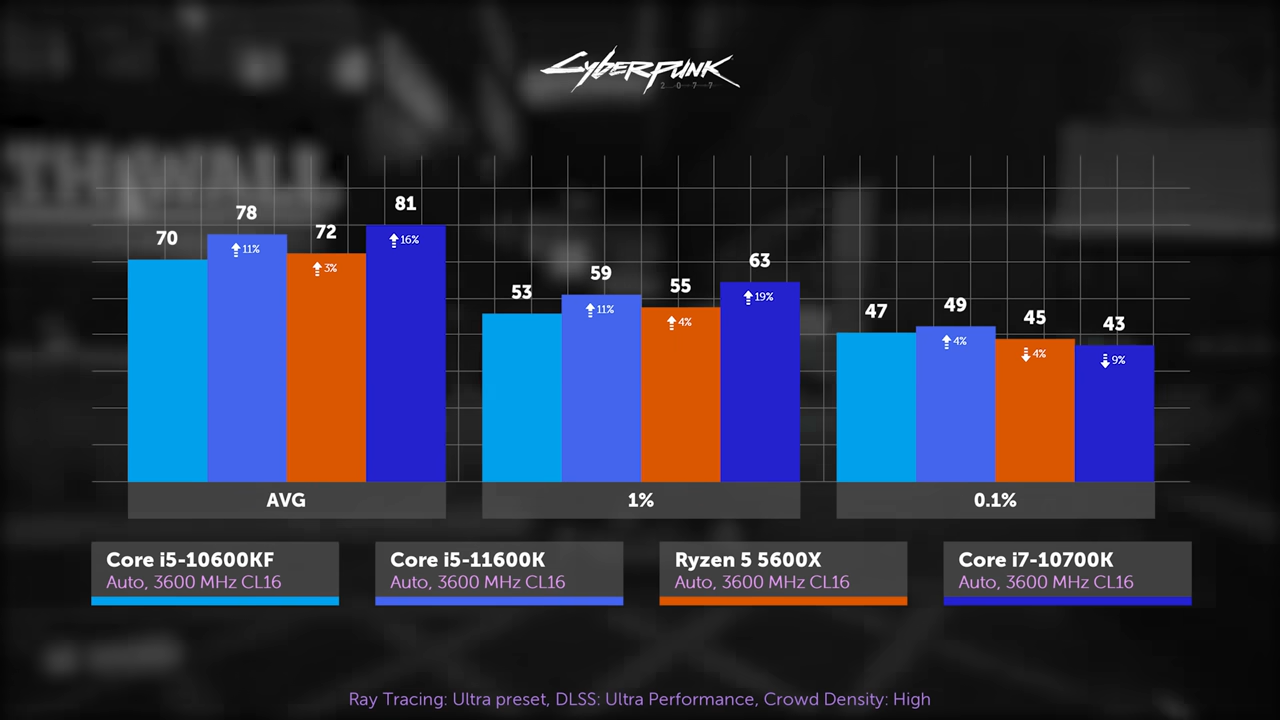 CYBERPUNK
2077
THE WALL
70
78
72
81
11%
3%
16%
53
59
55
63
11%
4%
19%
47
49
45
43
4%
4%
9%
AVG
1%
0.1%
Core i5-10600KF
Auto, 3600 MHz CL16
Core i5-11600K
Auto, 3600 MHz CL16
Ryzen 5 5600X
Auto, 3600 MHz CL16
Core i7-10700K
Auto, 3600 MHz CL16
Ray Tracing: Ultra preset, DLSS: Ultra Performance, Crowd Density: High